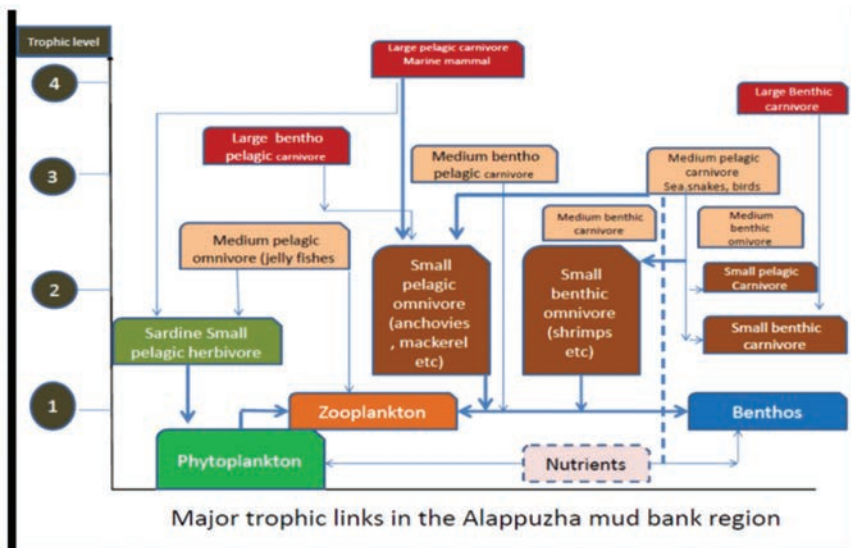 Trophic level
4
3
2
1
Large pelagic carnivore
Marine mammal
Large Benthic
carnivore
Large bentho
pelagic carnivore
Medium bentho
pelagic carnivore
Medium pelagic
carnivore
Sea snakes, birds
Medium pelagic
omnivore (jelly fishes
Medium benthic
carnivore
Medium
benthic
omivore
Small
pelagic
omnivore
(anchovies
, mackerel
etc)
Small
benthic
omnivore
(shrimps
etc)
Small pelagic
Carnivore
Small benthic
carnivore
Sardine Small
pelagic herbivore
Zooplankton
Benthos
Phytoplankton
Nutrients
Major trophic links in the Alappuzha mud bank region